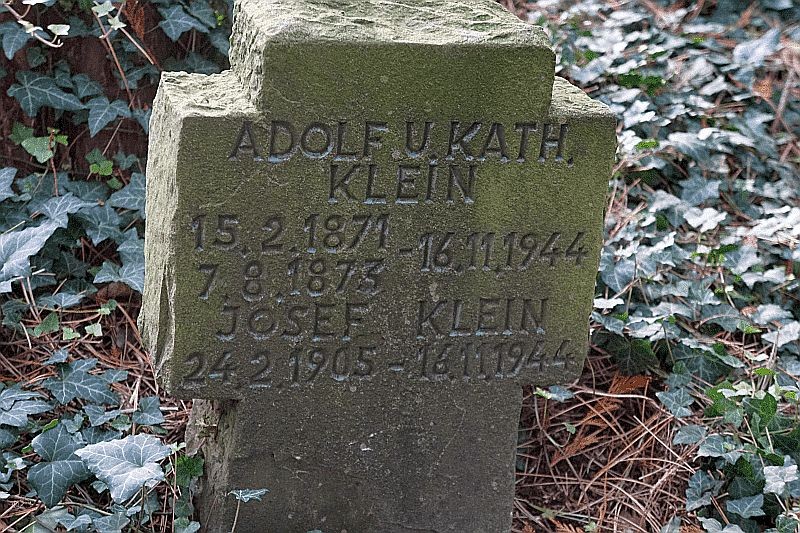 ADOLF U. KATH.
KLEIN
15.2.1871 - 16.11.1944
7.8.1873
JOSEF KLEIN
24.2.1905 - 16.11.1944